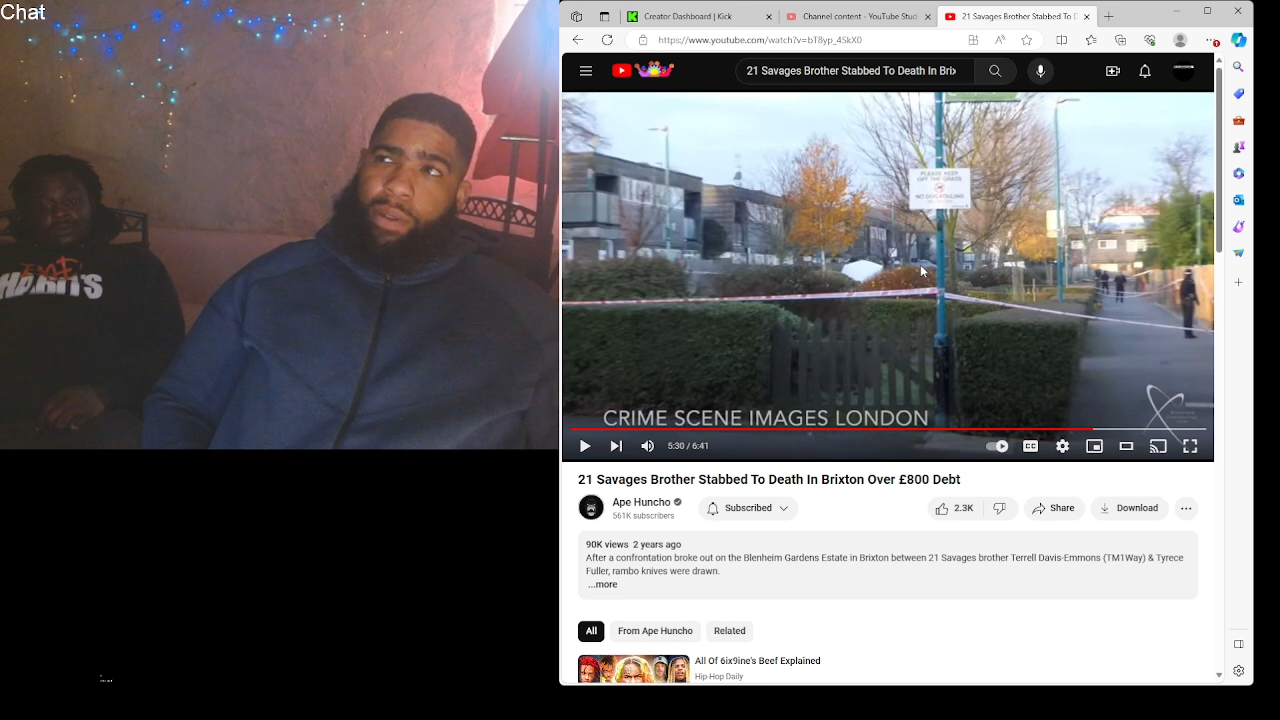 Chat
HABITS
Creator Dashboard | Kick
Channel content - YouTube Stud
21 Savages Brother Stabbed To D
https://www.youtube.com/watch?v=bT8yp_4SkX0
21 Savages Brother Stabbed To Death In Brix
PLEASE KEEP
OFF THE GRASS
NO DOG FOULING
CRIME SCENE IMAGES LONDON
5:30 / 6:41
CC
21 Savages Brother Stabbed To Death In Brixton Over £800 Debt
Ape Huncho
561K subscribers
Subscribed
2.3K
Share
Download
90K views 2 years ago
After a confrontation broke out on the Blenheim Gardens Estate in Brixton between 21 Savages brother Terrell Davis-Emmons (TM1Way) & Tyrece
Fuller, rambo knives were drawn.
...more
All
From Ape Huncho
Related
All Of 6ix9ine's Beef Explained
Hip-Hop Daily